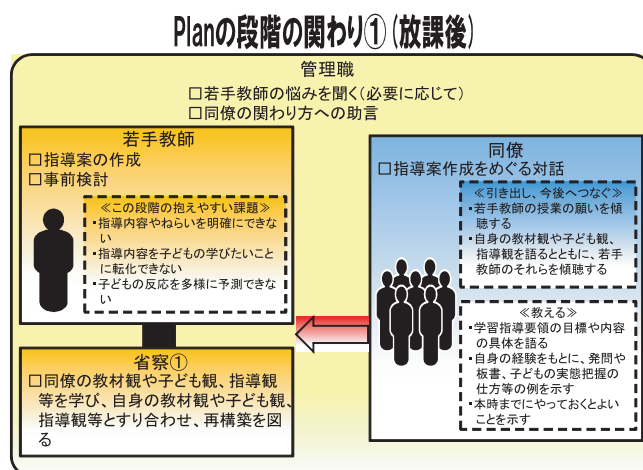 Planの段階の関わり①(放課後)
管理職
□若手教師の悩みを聞く(必要に応じて)
□同僚の関わり方への助言
若手教師
□指導案の作成
□事前検討
≪この段階の抱えやすい課題≫
・指導内容やねらいを明確にできな
い
・指導内容を子どもの学びたいこと
に転化できない
・子どもの反応を多様に予測できな
い
省察①
□同僚の教材観や子ども観、指導観
等を学び、自身の教材観や子ども観、
指導観等とすり合わせ、再構築を図
る
同僚
□指導案作成をめぐる対話
≪引き出し、今後へつなぐ≫
・若手教師の授業の願いを傾
聴する
・自身の教材観や子ども観、
指導観を語るとともに、若手
教師のそれらを傾聴する
≪教える≫
・学習指導要領の目標や内容
の具体を語る
・自身の経験をもとに、発問や
板書、子どもの実態把握の
仕方等の例を示す
・本時までにやっておくとよい
ことを示す